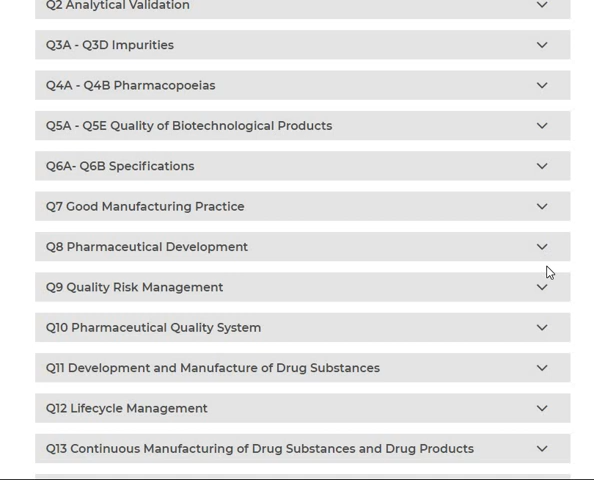 Q2 Analytical Validation
Q3A - Q3D Impurities
Q4A - Q4B Pharmacopoeias
Q5A - Q5E Quality of Biotechnological Products
Q6A- Q6B Specifications
Q7 Good Manufacturing Practice
Q8 Pharmaceutical Development
Q9 Quality Risk Management
Q10 Pharmaceutical Quality System
Q11 Development and Manufacture of Drug Substances
Q12 Lifecycle Management
Q13 Continuous Manufacturing of Drug Substances and Drug Products